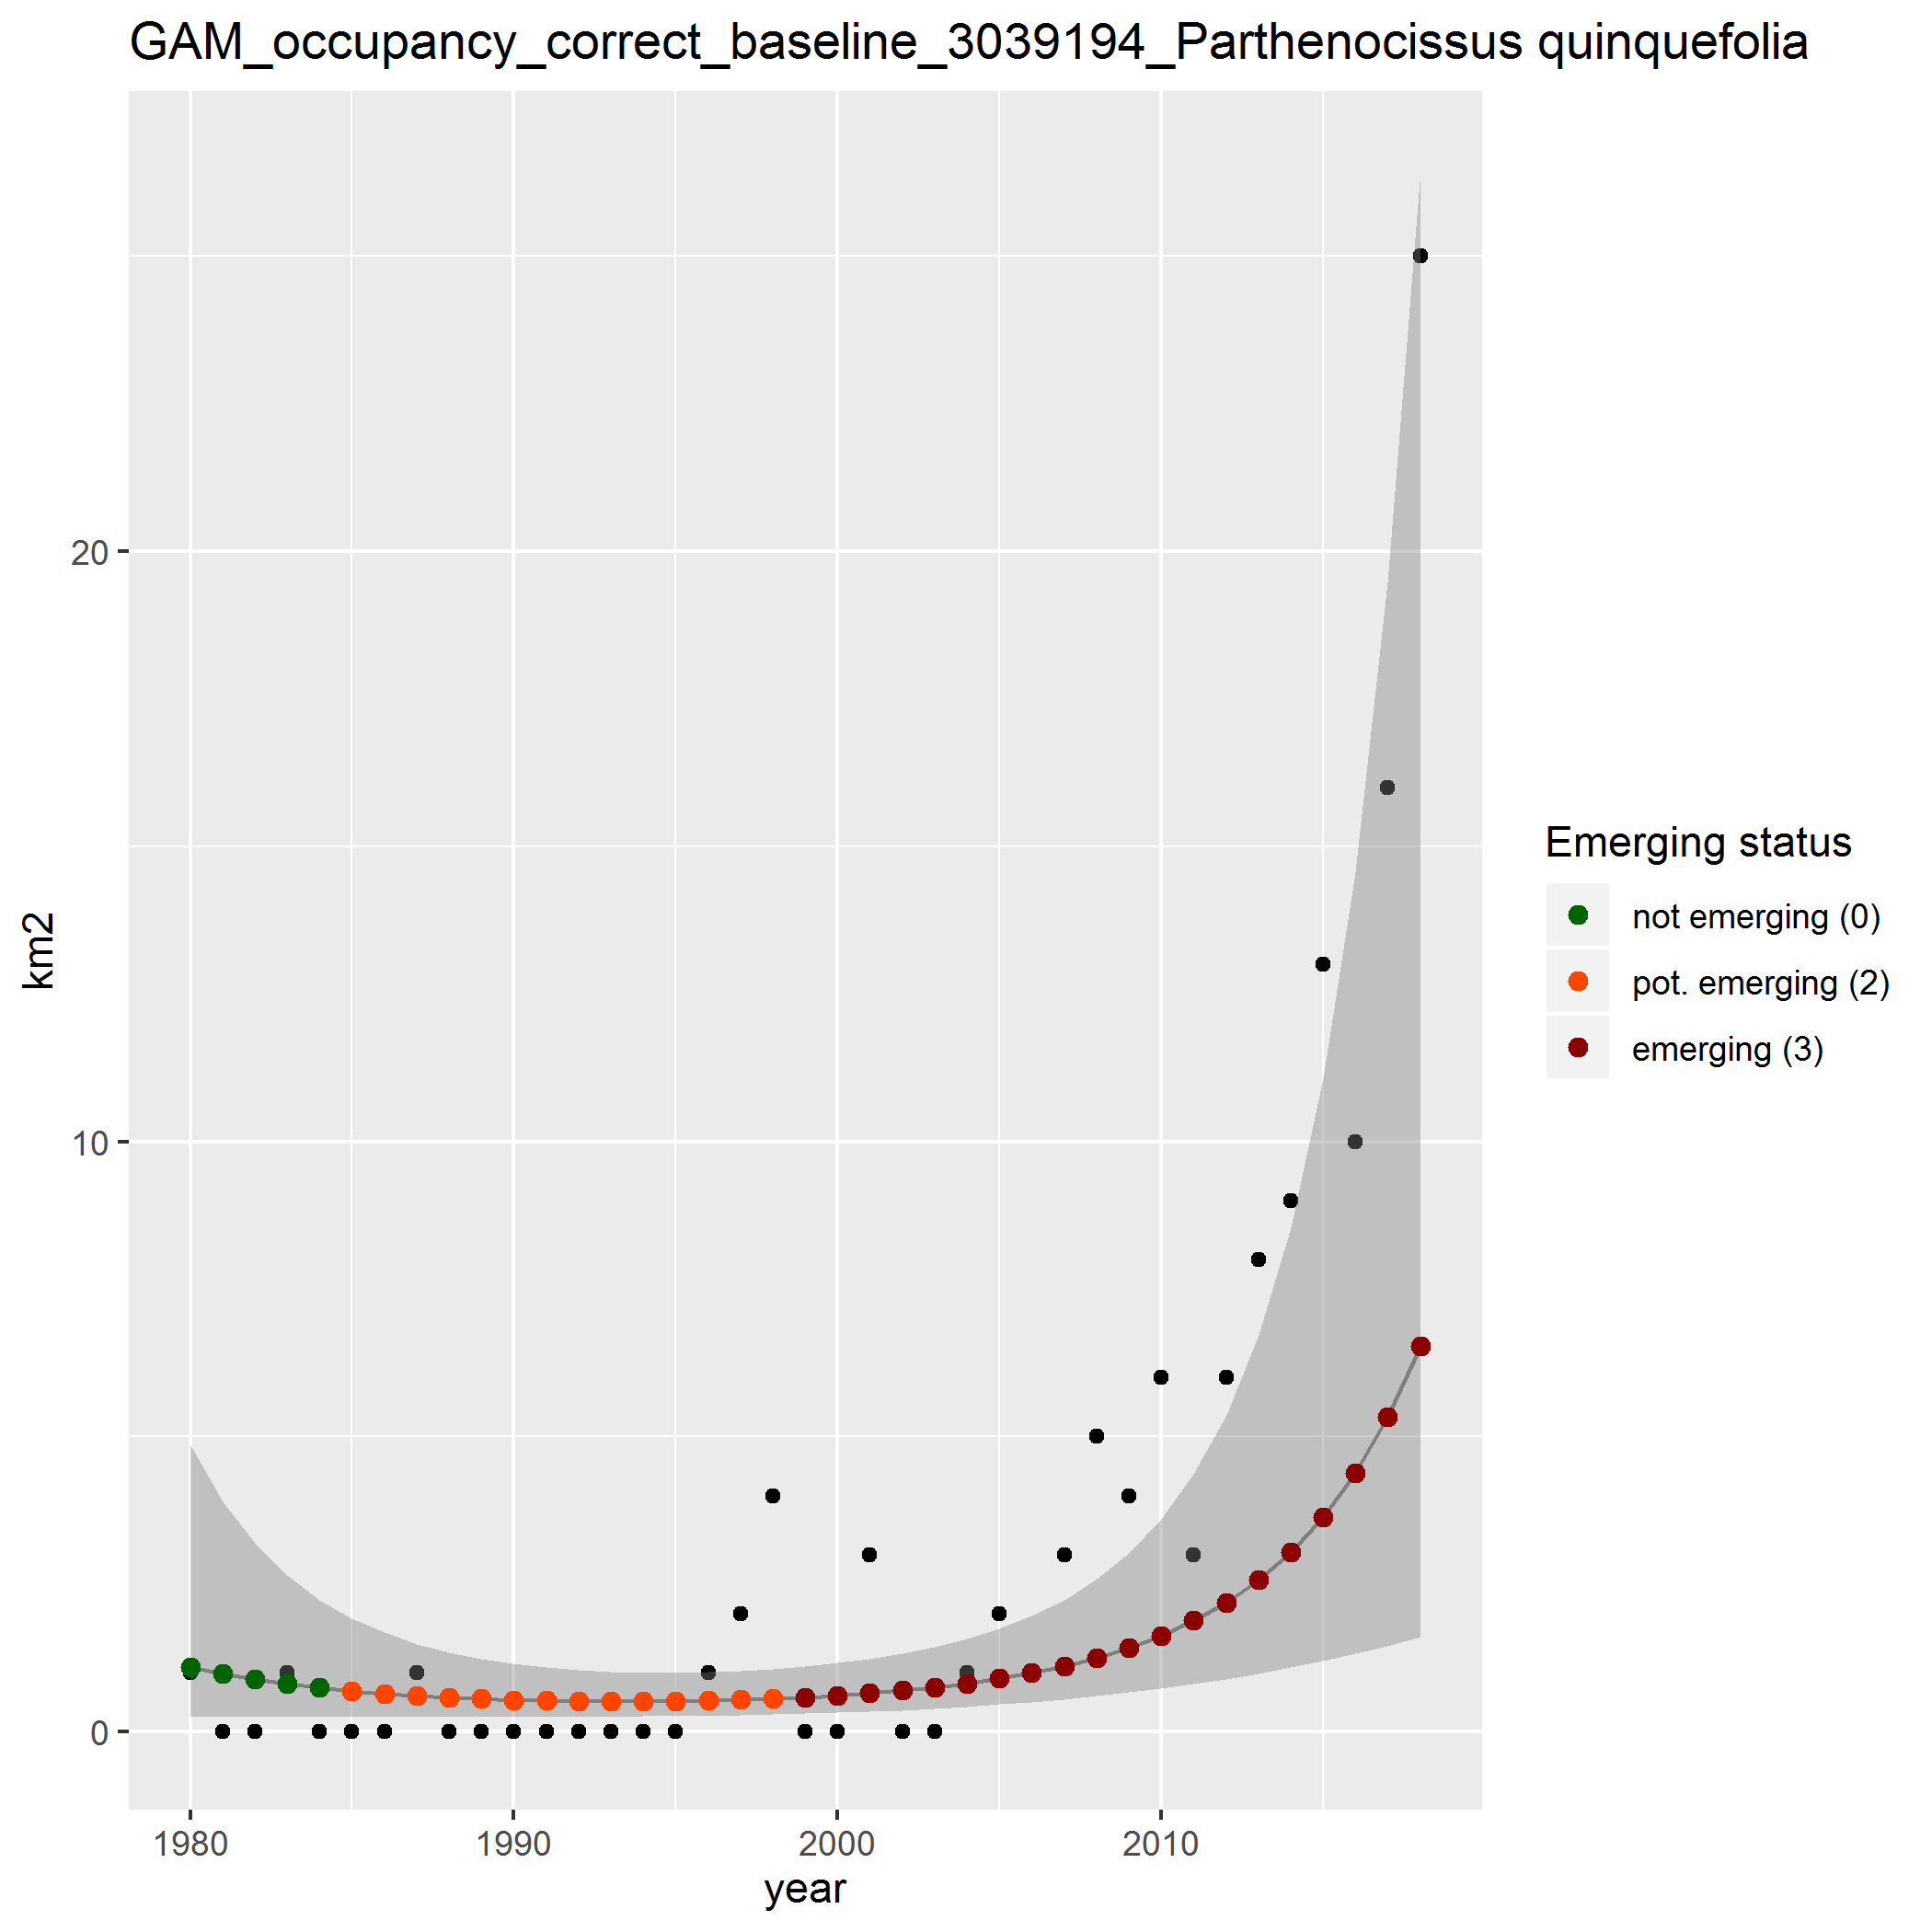 GAM_occupancy_correct_baseline_3039194_Parthenocissus quinquefolia
km2
20
10
0
1980
1990
2000
2010
year
Emerging status
not emerging (0)
pot. emerging (2)
emerging (3)